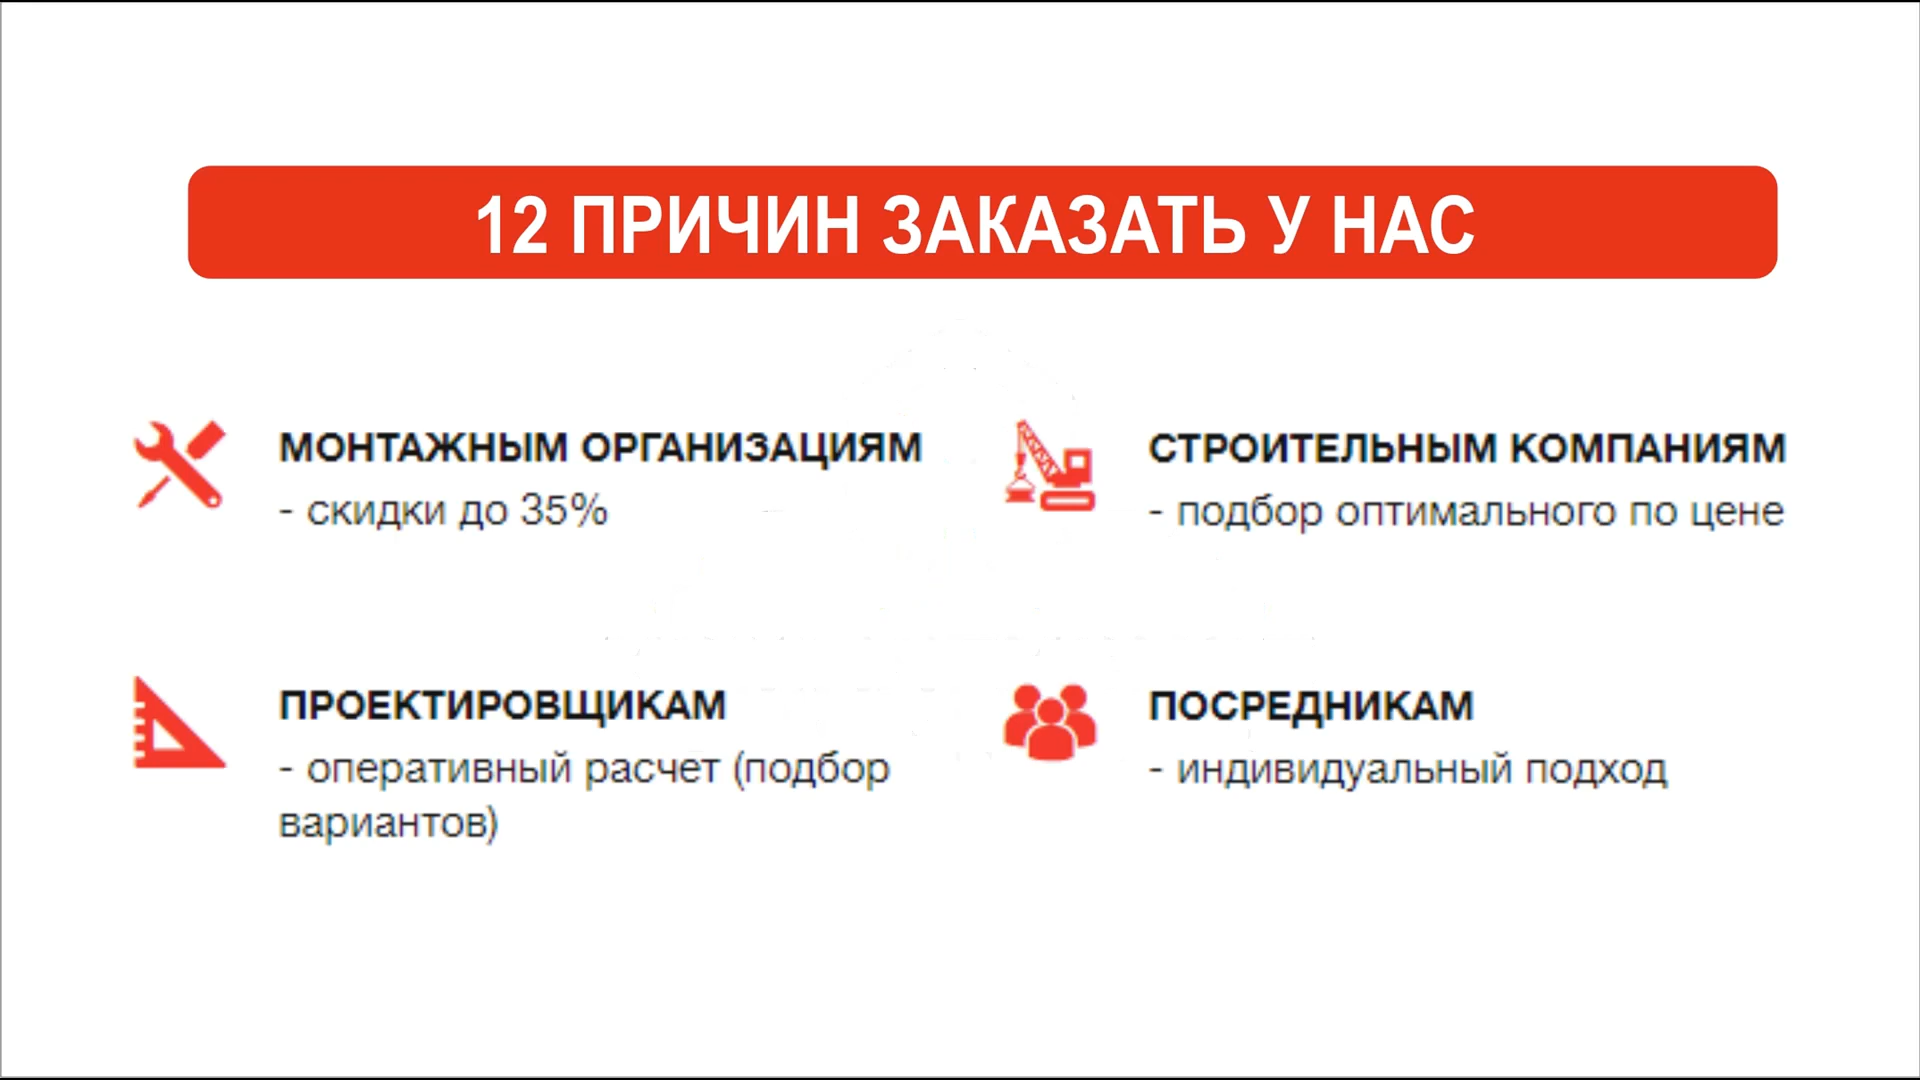 12 ПРИЧИН ЗАКАЗАТЬ У НАС
МОНТАЖНЫМ ОРГАНИЗАЦИЯМ
- скидки до 35%
СТРОИТЕЛЬНЫМ КОМПАНИЯМ
- подбор оптимального по цене
ПРОЕКТИРОВЩИКАМ
- оперативный расчет (подбор
вариантов)
ПОСРЕДНИКАМ
- индивидуальный подход